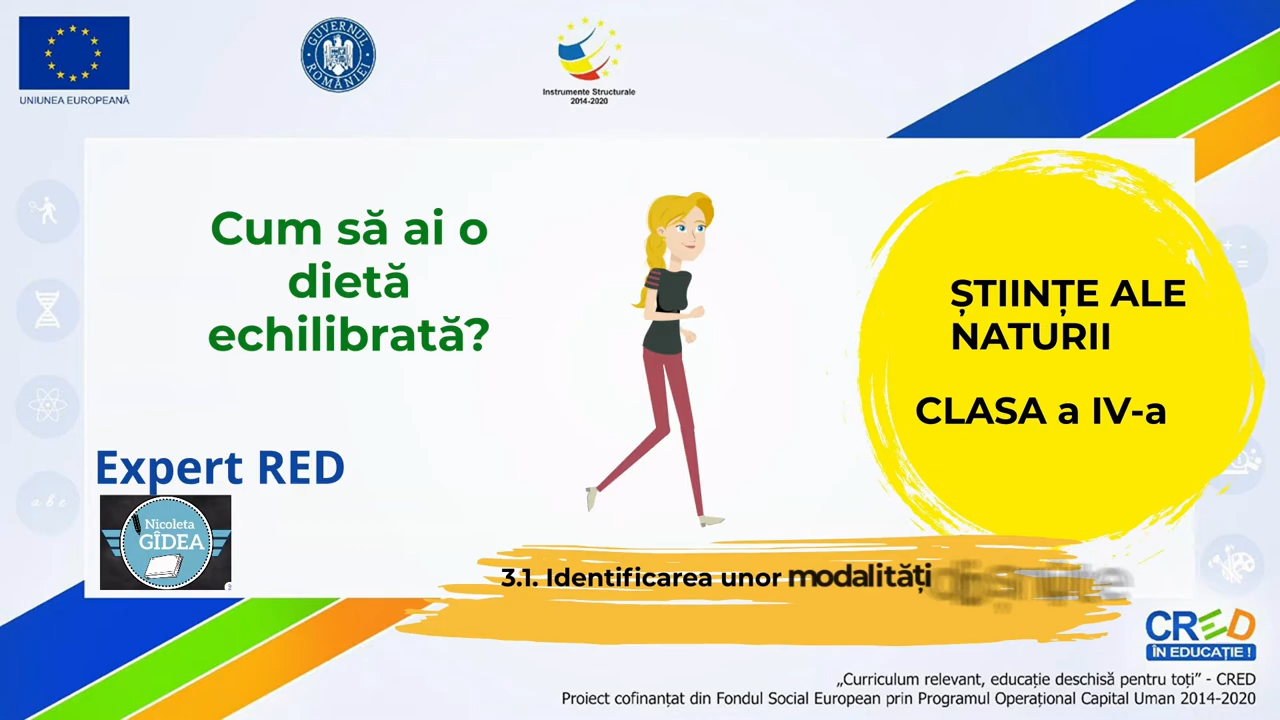 UNIUNEA EUROPEANĂ
GUVERNUL ROMÂNIEI
Instrumente Structurale
2014-2020
Cum să ai o
dietă
echilibrată?
ȘTIINȚE ALE
NATURII
CLASA a IV-a
Expert RED
Nicoleta
GÎDEA
3.1. Identificarea unor modalități
a b c
CRED
ÎN EDUCAȚIE !
„Curriculum relevant, educație deschisă pentru toți” - CRED
Proiect cofinanțat din Fondul Social European prin Programul Operațional Capital Uman 2014-2020